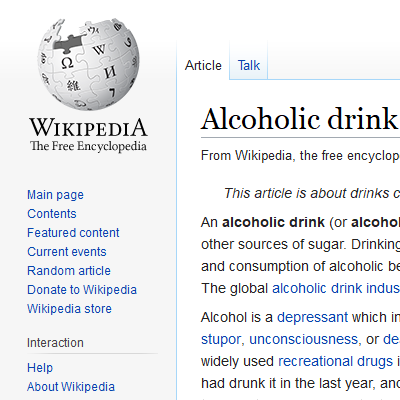 WIKIPEDIA
The Free Encyclopedia
Main page
Contents
Featured content
Current events
Random article
Donate to Wikipedia
Wikipedia store
Interaction
Help
About Wikipedia
Article
Talk
Alcoholic drink
From Wikipedia, the free encyclop
This article is about drinks c
An alcoholic drink (or alcohol
other sources of sugar. Drinking
and consumption of alcoholic be
The global alcoholic drink indus
Alcohol is a depressant which in
stupor, unconsciousness, or de
widely used recreational drugs i
had drunk it in the last year, and